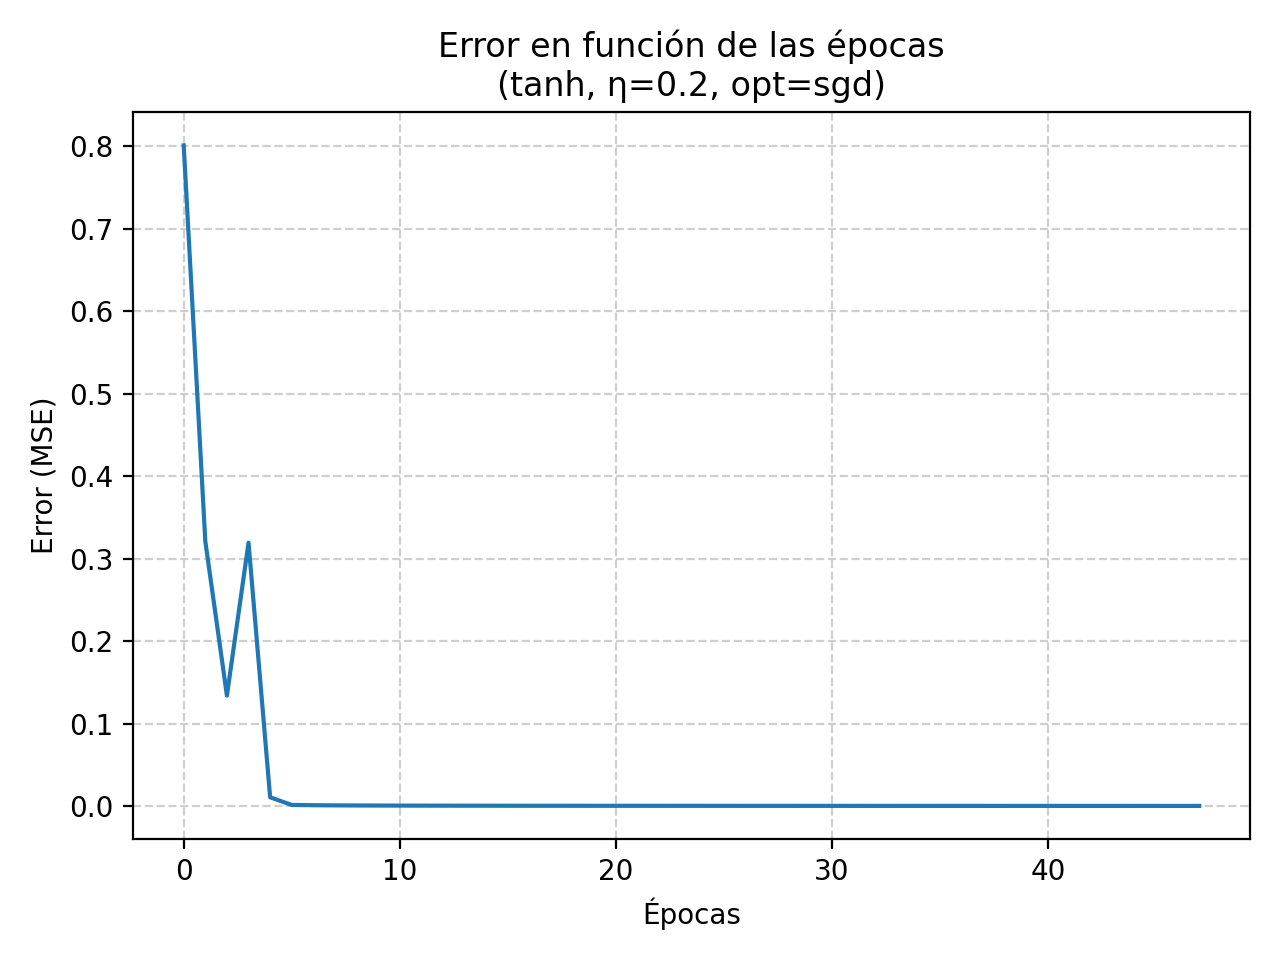 Error en función de las épocas
(tanh, η=0.2, opt=sgd)
0.8
0.7
0.6
0.5
0.4
0.3
0.2
0.1
0.0
Error (MSE)
0 10 20 30 40
Épocas